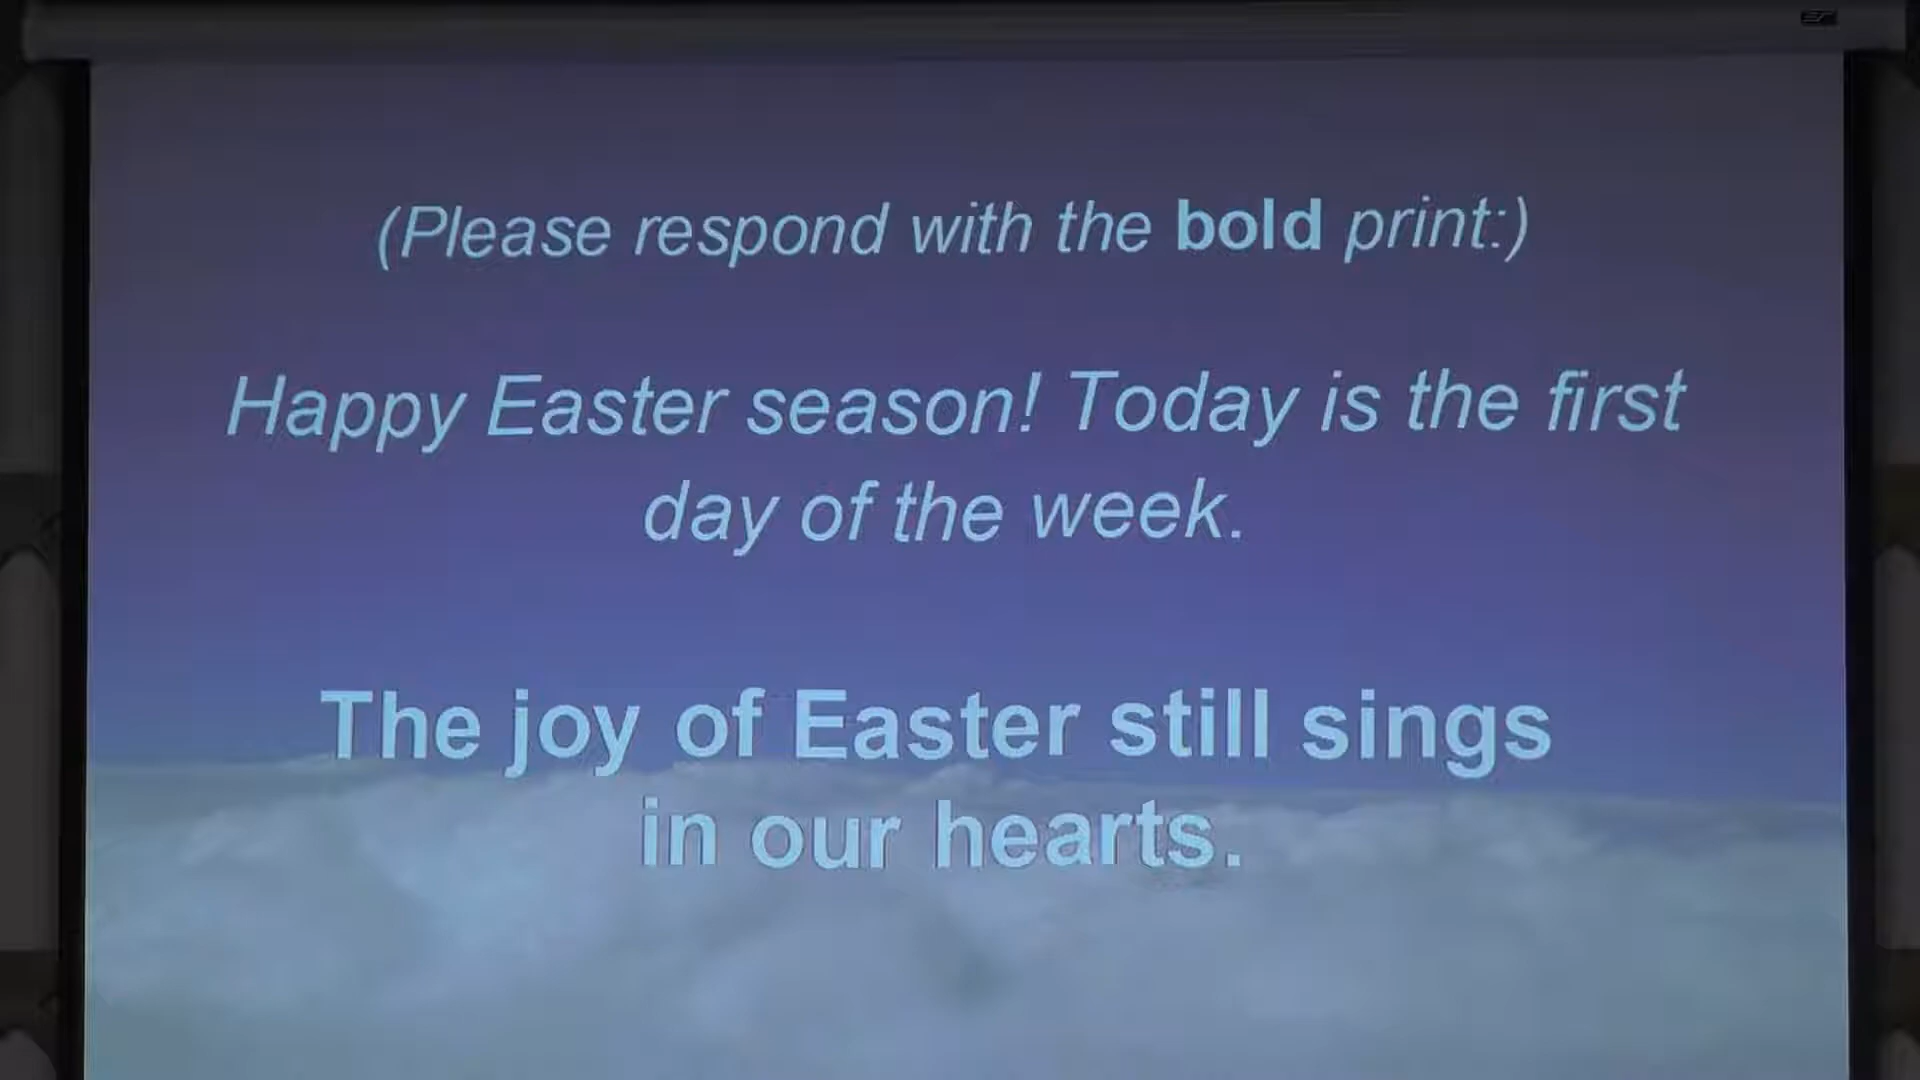 (Please respond with the bold print:)
Happy Easter season! Today is the first
day of the week.
The joy of Easter still sings
in our hearts.